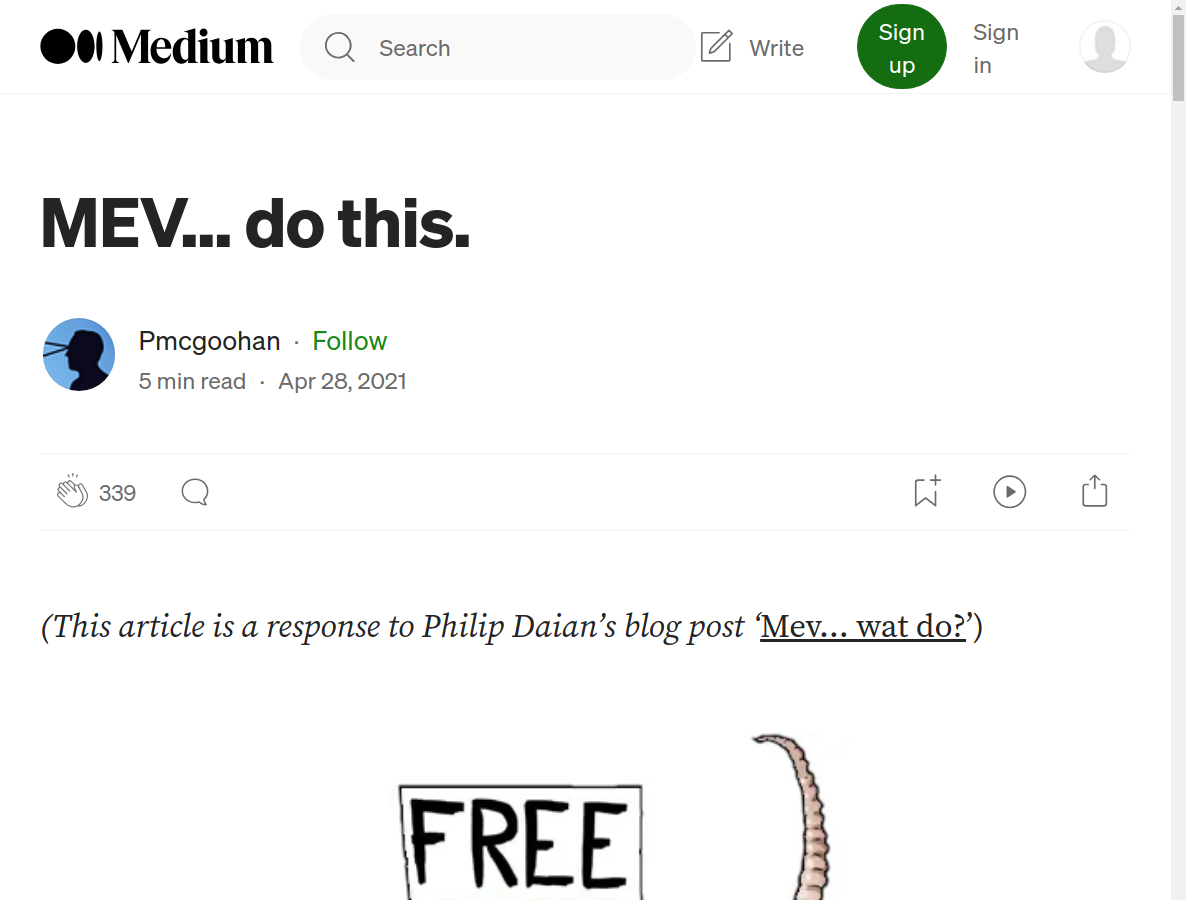 Medium
Search
Write
Sign
up
Sign
in
MEV... do this.
Pmcgoohan · Follow
5 min read · Apr 28, 2021
339
(This article is a response to Philip Daian’s blog post ‘Mev… wat do?’)
FREE